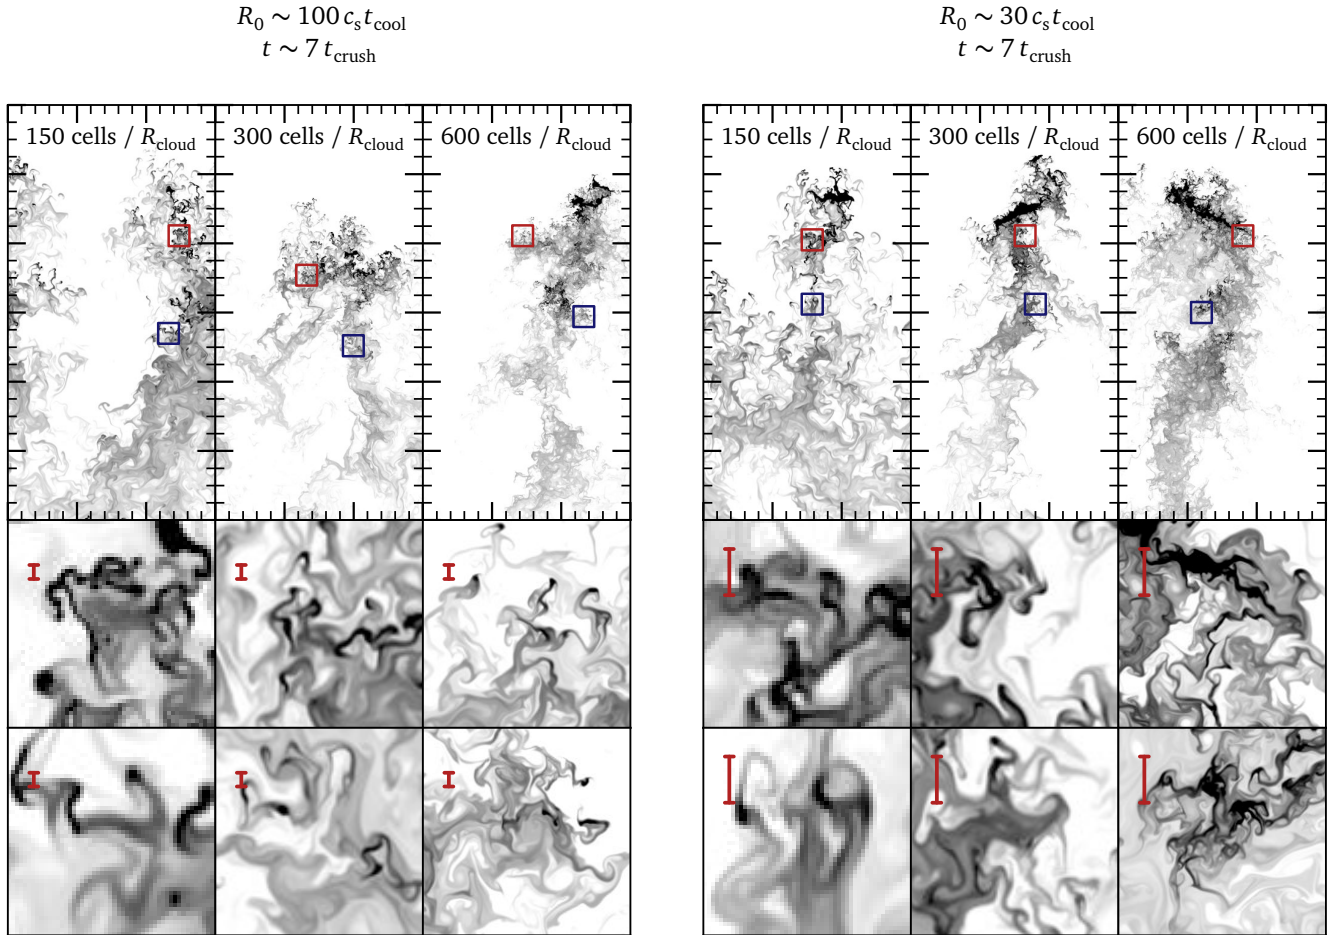 R₀ ∼ 100 cₛ t_cool
t ∼ 7 t_crush
R₀ ∼ 30 cₛ t_cool
t ∼ 7 t_crush
150 cells / R_cloud
300 cells / R_cloud
600 cells / R_cloud
150 cells / R_cloud
300 cells / R_cloud
600 cells / R_cloud